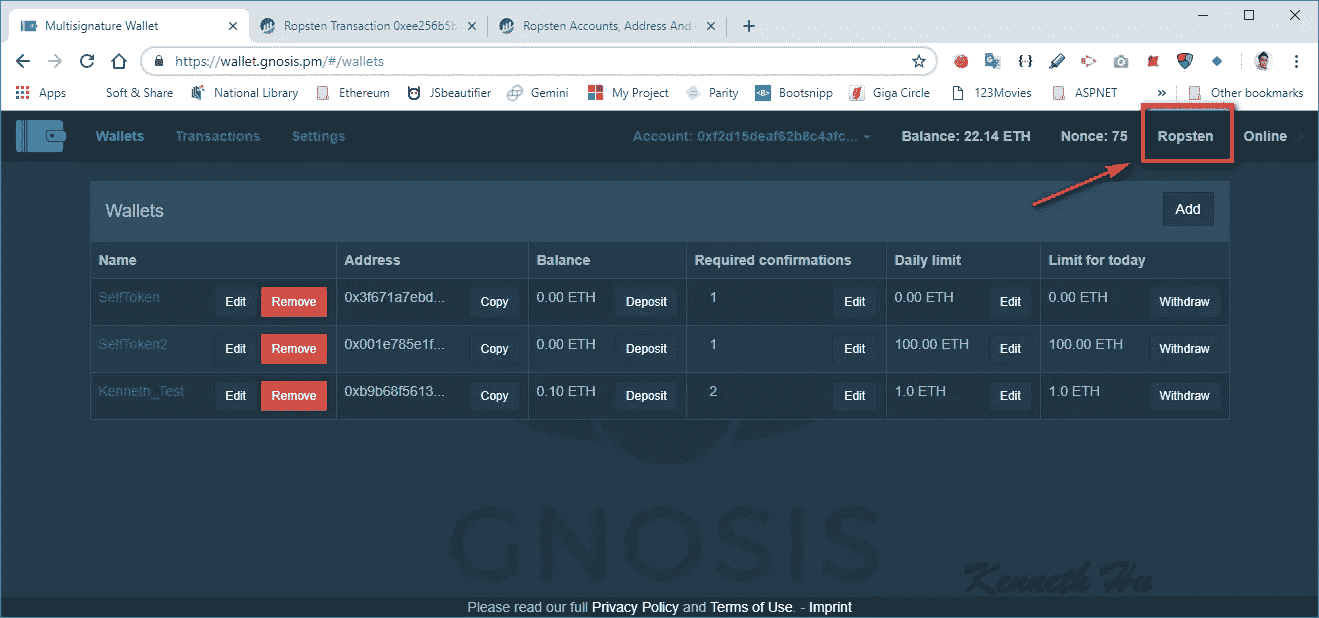 Multisignature Wallet
Ropsten Transaction 0xee256b5b
Ropsten Accounts, Address And
https://wallet.gnosis.pm/#/wallets
Apps Soft & Share National Library Ethereum JSbeautifier Gemini My Project Parity Bootsnipp Giga Circle 123Movies ASPNET » Other bookmarks
Wallets Transactions Settings Account: 0xf2d15deaf62b8c4afc... Balance: 22.14 ETH Nonce: 75 Ropsten Online
Wallets Add
Name Address Balance Required confirmations Daily limit Limit for today
SelfToken Edit Remove 0x3f671a7ebd... Copy 0.00 ETH Deposit 1 Edit 0.00 ETH Edit 0.00 ETH Withdraw
SelfToken2 Edit Remove 0x001e785e1f... Copy 0.00 ETH Deposit 1 Edit 100.00 ETH Edit 100.00 ETH Withdraw
Kenneth_Test Edit Remove 0xb9b68f5613... Copy 0.10 ETH Deposit 2 Edit 1.0 ETH Edit 1.0 ETH Withdraw
GNOSIS
Kenneth Hu
Please read our full Privacy Policy and Terms of Use. - Imprint